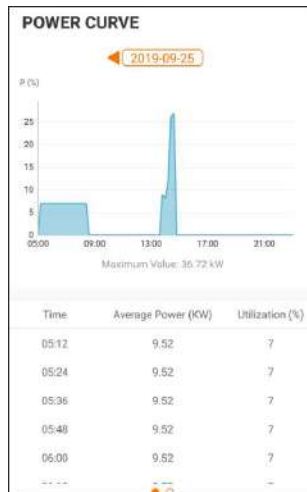 POWER CURVE
2019-09-25
P (%)
25
20
15
10
5
0
05:00 09:00 13:00 17:00 21:00
Maximum Value: 36.72 kW
Time Average Power (KW) Utilization (%)
05:12 9.52 7
05:24 9.52 7
05:36 9.52 7
05:48 9.52 7
06:00 9.52 7